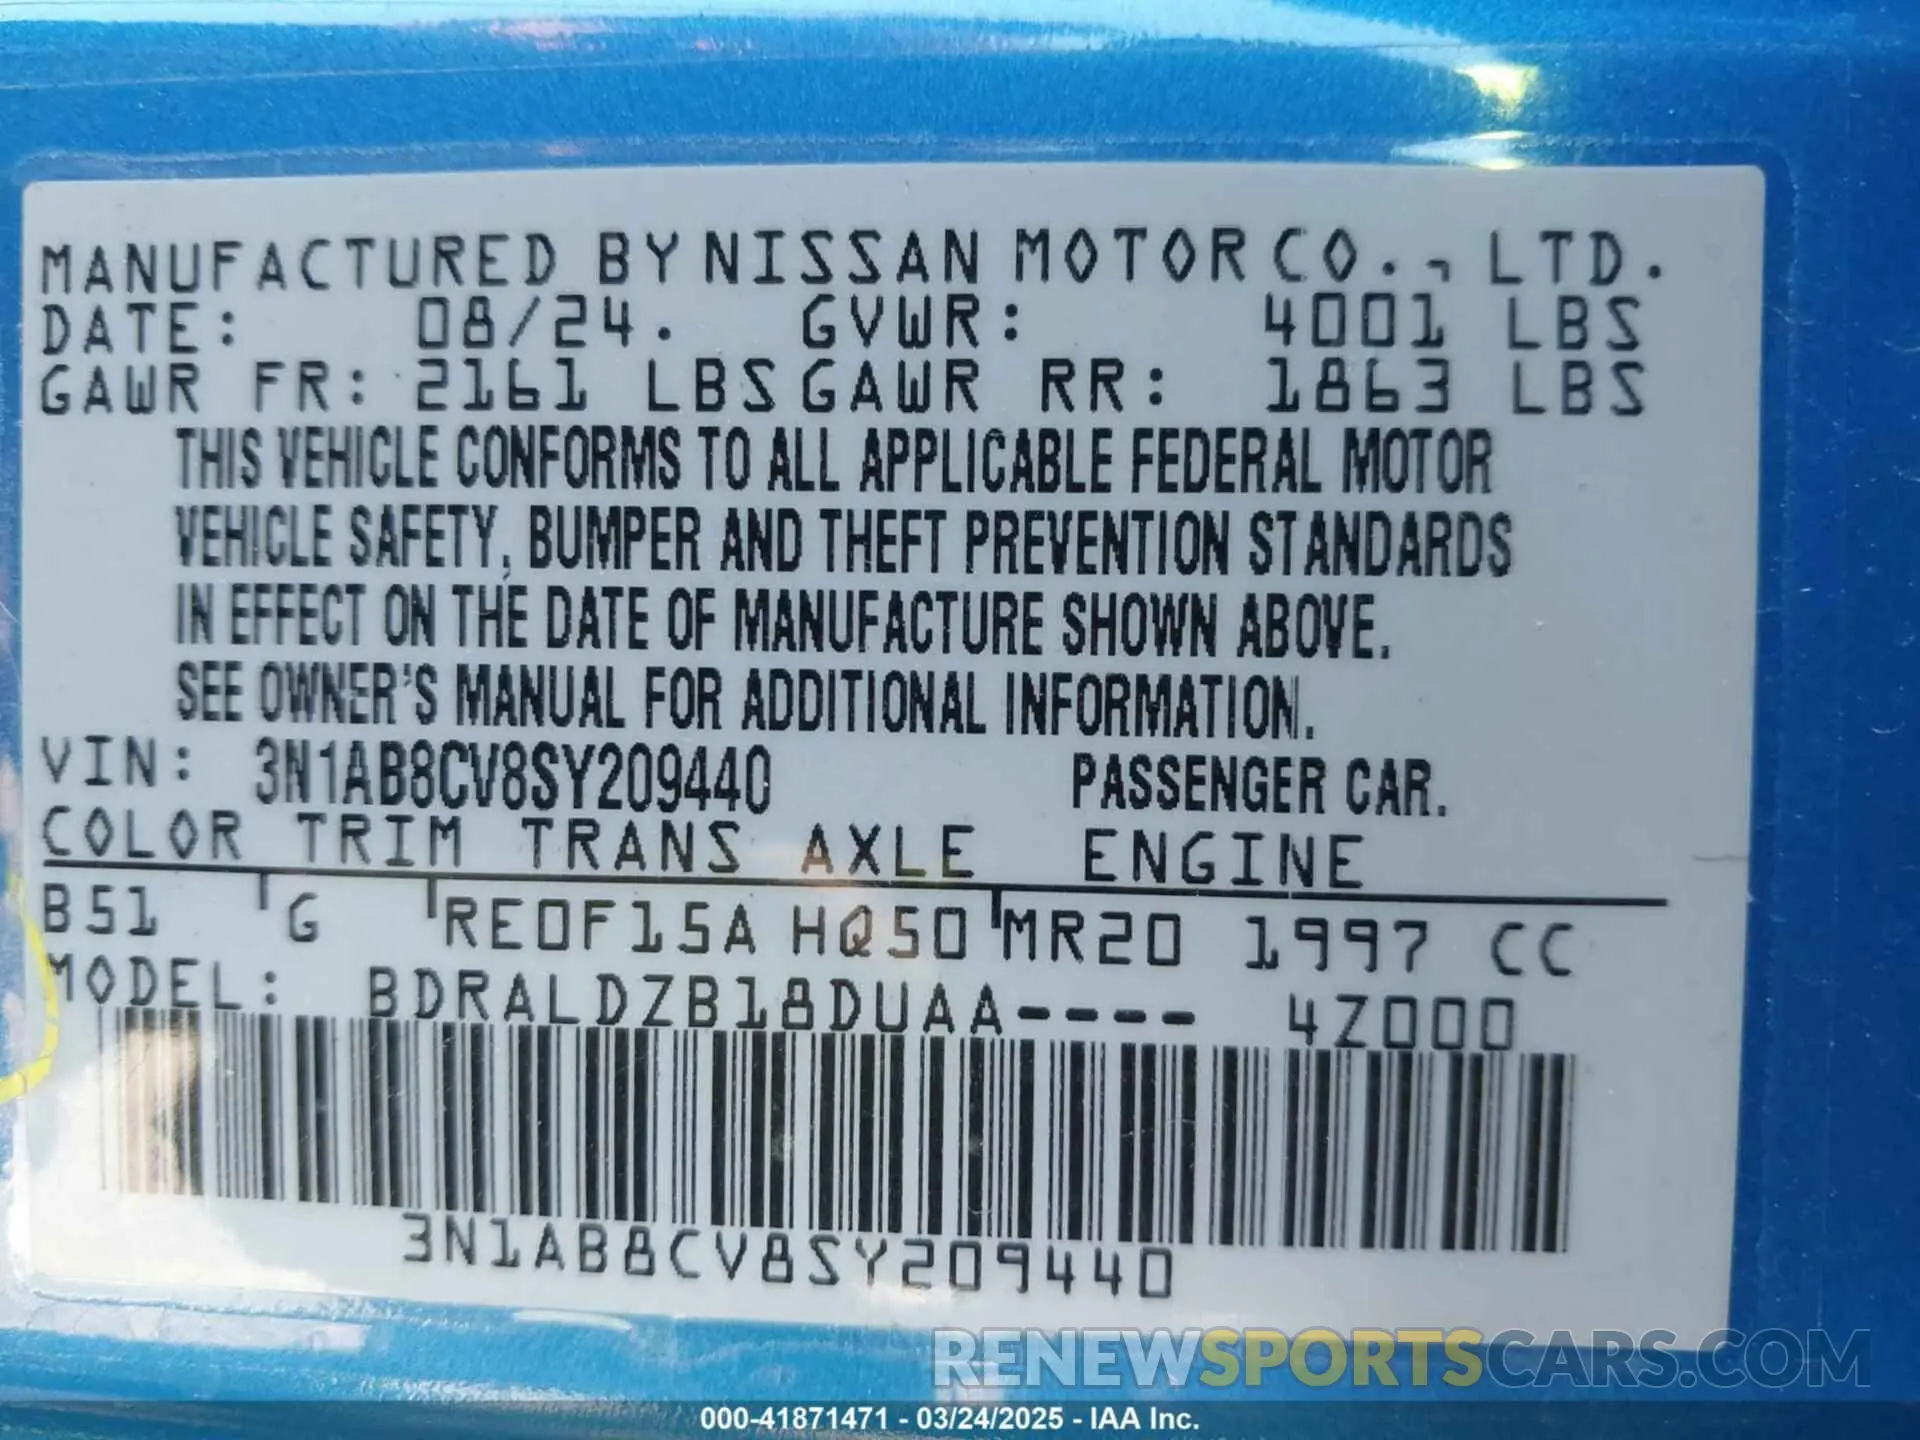 MANUFACTURED BY NISSAN MOTOR CO., LTD.
DATE: 08/24. GVWR: 4001 LBS
GAWR FR: 2161 LBS GAWR RR: 1863 LBS
THIS VEHICLE CONFORMS TO ALL APPLICABLE FEDERAL MOTOR
VEHICLE SAFETY, BUMPER AND THEFT PREVENTION STANDARDS
IN EFFECT ON THE DATE OF MANUFACTURE SHOWN ABOVE.
SEE OWNER'S MANUAL FOR ADDITIONAL INFORMATION.
VIN: 3N1AB8CV8SY209440 PASSENGER CAR.
COLOR TRIM TRANS AXLE ENGINE
B51 G RE0F15A HQ50 MR20 1997 CC
MODEL: BDRALDZB18DUAA---- 4Z000
3N1AB8CV8SY209440
RENEWSPORTSCARS.COM
000-41871471 - 03/24/2025 - IAA Inc.